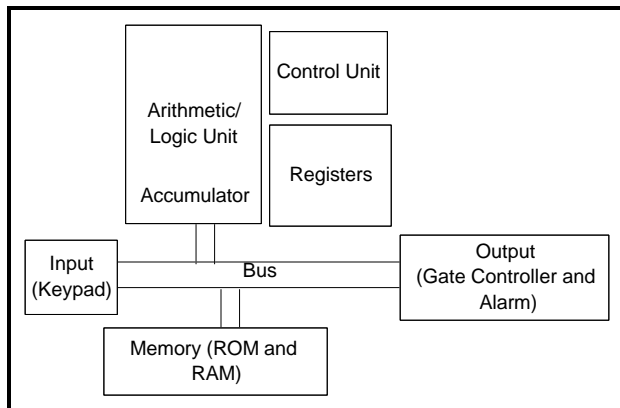 Control Unit
Arithmetic/
Logic Unit
Registers
Accumulator
Input
(Keypad)
Bus
Output
(Gate Controller and
Alarm)
Memory (ROM and
RAM)